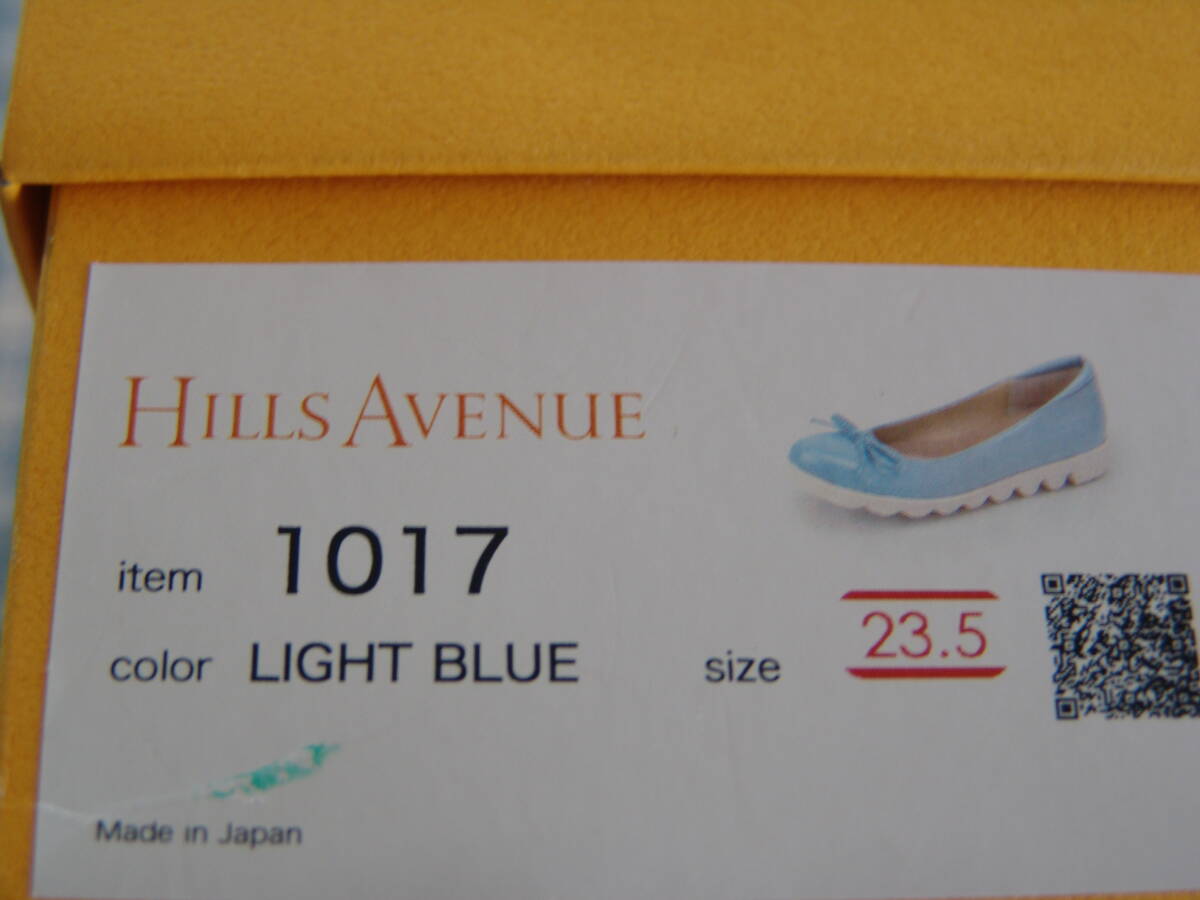 HILLS AVENUE
item 1017
color LIGHT BLUE
size 23.5
Made in Japan